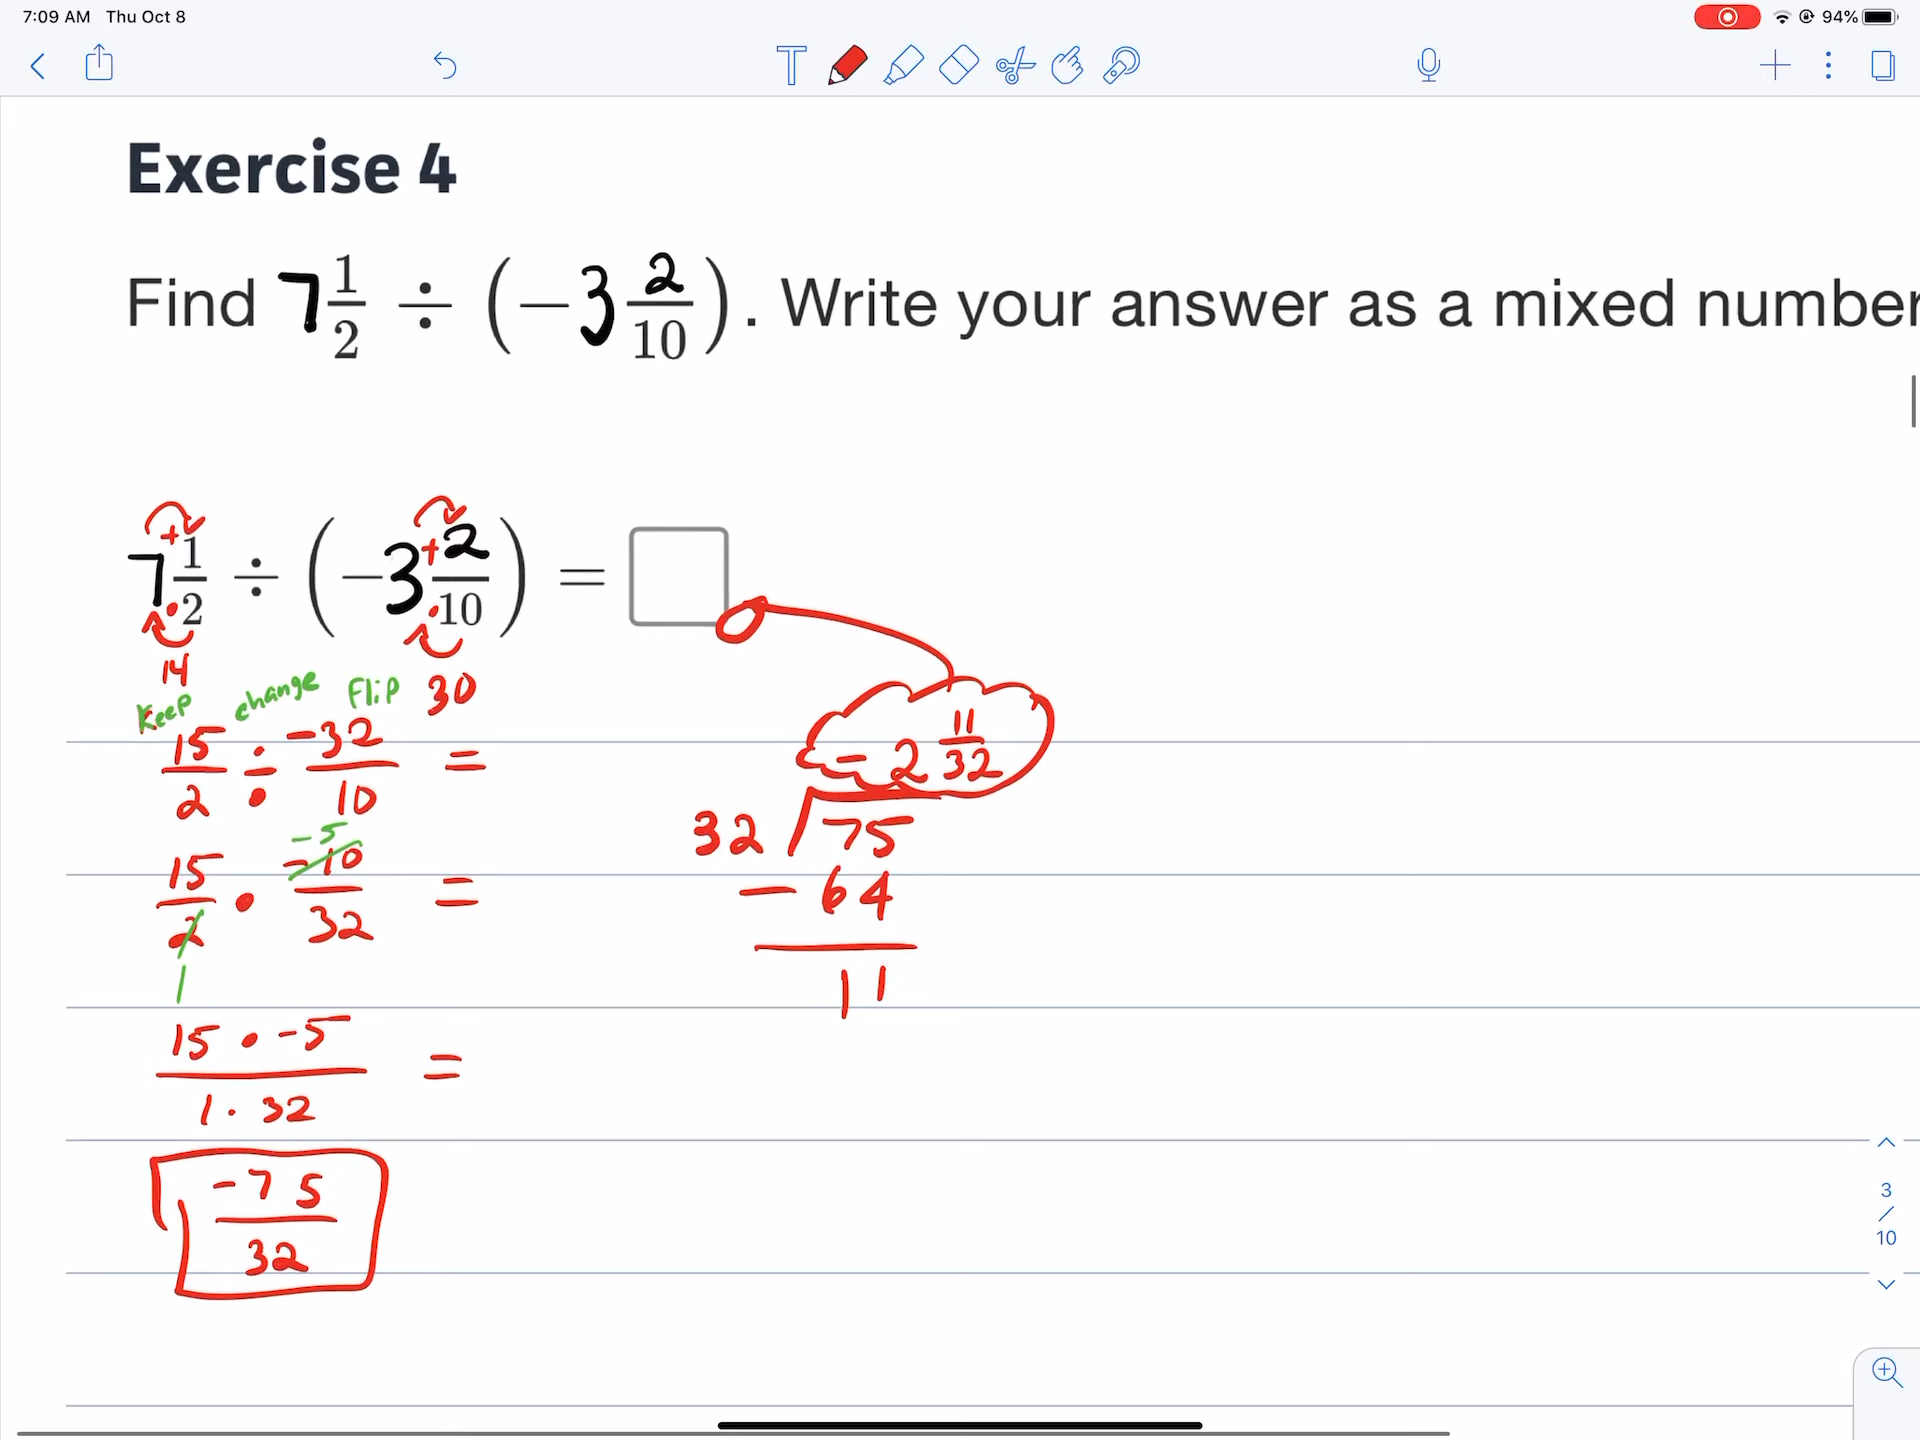 7:09 AM Thu Oct 8 94%
Exercise 4
Find 7 1/2 ÷ (−3 2/10). Write your answer as a mixed number
7 1/2 ÷ (−3 2/10) = □
+ +
· ·
14 30
Keep change Flip
15/2 ÷ -32/10 =
15/2 · -10/32 =
-5
1
15 · -5 / 1 · 32 =
-75/32
- 2 11/32
32 75
- 64
11
3
/
10